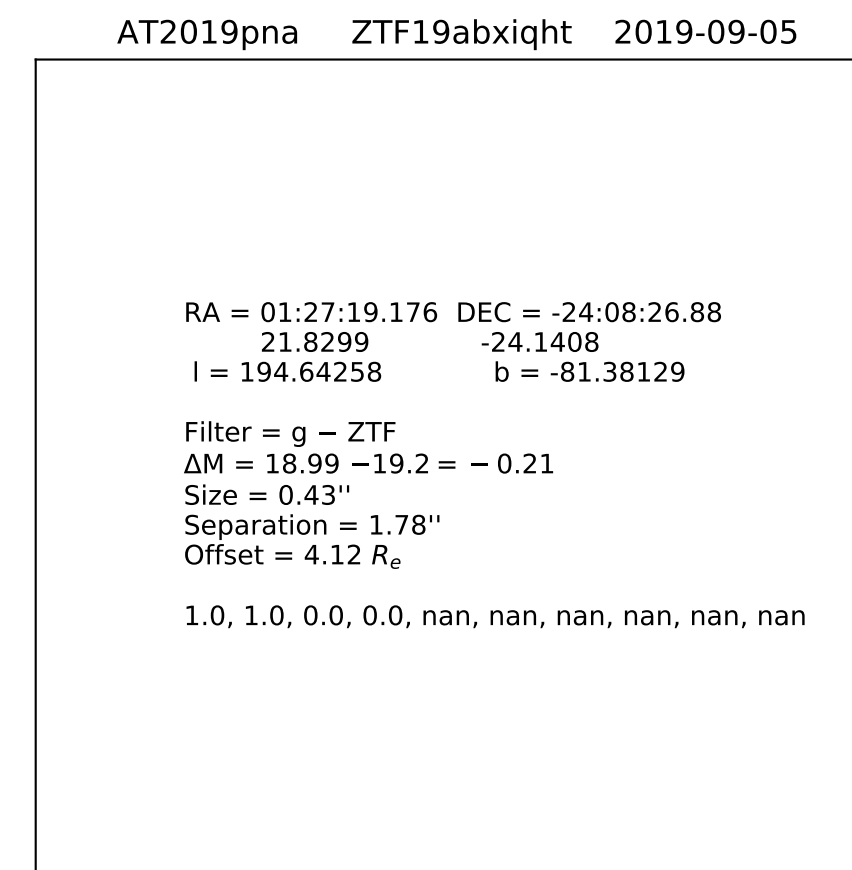 AT2019pna ZTF19abxiqht 2019-09-05
RA = 01:27:19.176 DEC = -24:08:26.88
21.8299 -24.1408
l = 194.64258 b = -81.38129
Filter = g − ZTF
ΔM = 18.99 −19.2 = − 0.21
Size = 0.43''
Separation = 1.78''
Offset = 4.12 Rₑ
1.0, 1.0, 0.0, 0.0, nan, nan, nan, nan, nan, nan